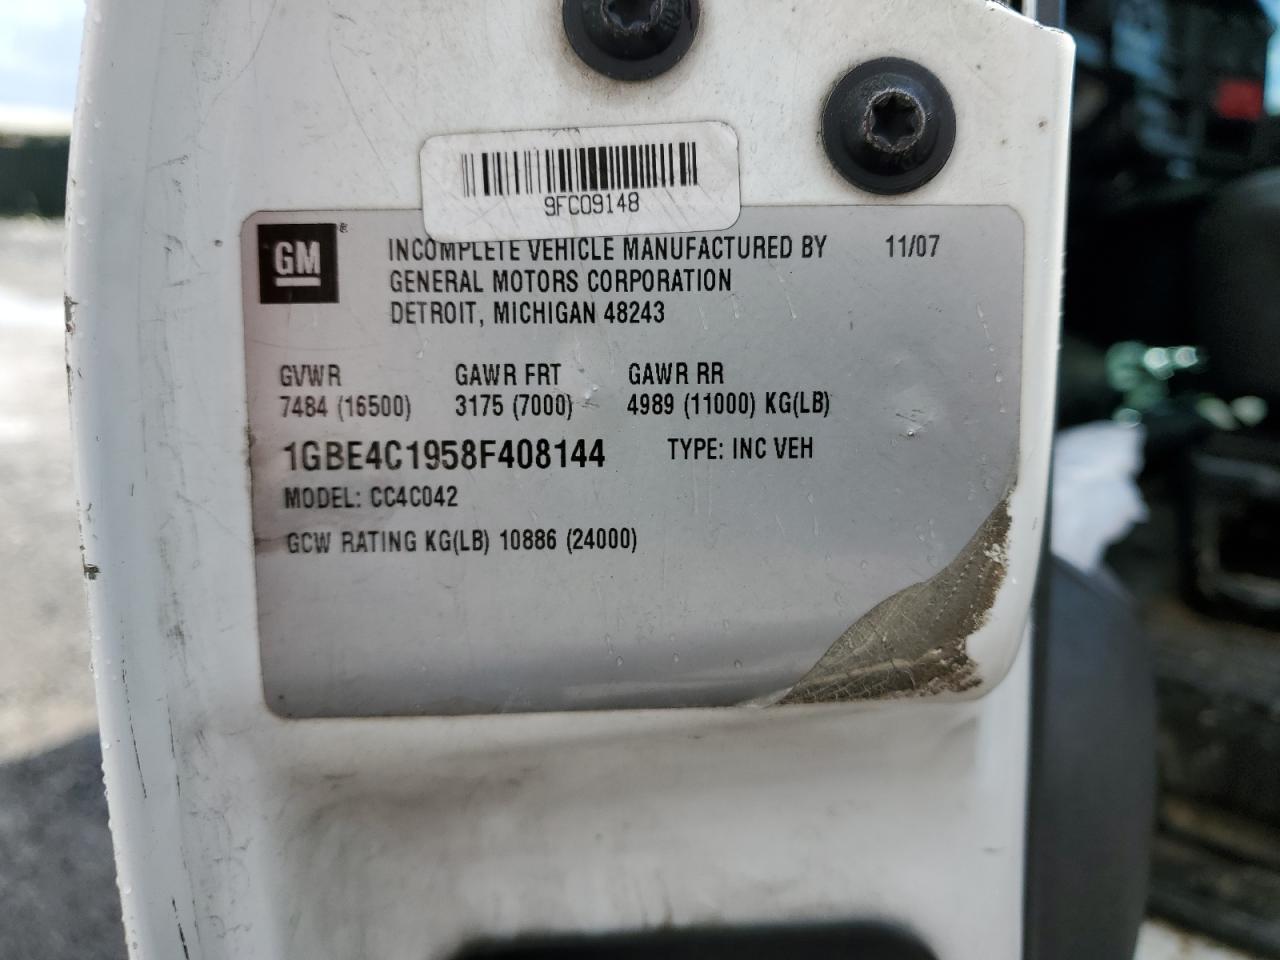 9FC09148
GM ®
INCOMPLETE VEHICLE MANUFACTURED BY 11/07
GENERAL MOTORS CORPORATION
DETROIT, MICHIGAN 48243
GVWR GAWR FRT GAWR RR
7484 (16500) 3175 (7000) 4989 (11000) KG(LB)
1GBE4C1958F408144 TYPE: INC VEH
MODEL: CC4C042
GCW RATING KG(LB) 10886 (24000)